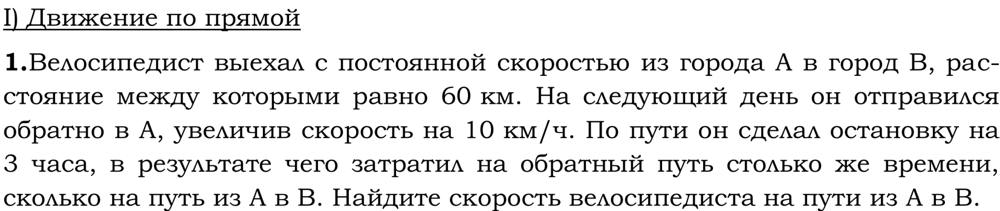 I) Движение по прямой
1.Велосипедист выехал с постоянной скоростью из города А в город В, рас-
стояние между которыми равно 60 км. На следующий день он отправился
обратно в А, увеличив скорость на 10 км/ч. По пути он сделал остановку на
3 часа, в результате чего затратил на обратный путь столько же времени,
сколько на путь из А в В. Найдите скорость велосипедиста на пути из А в В.